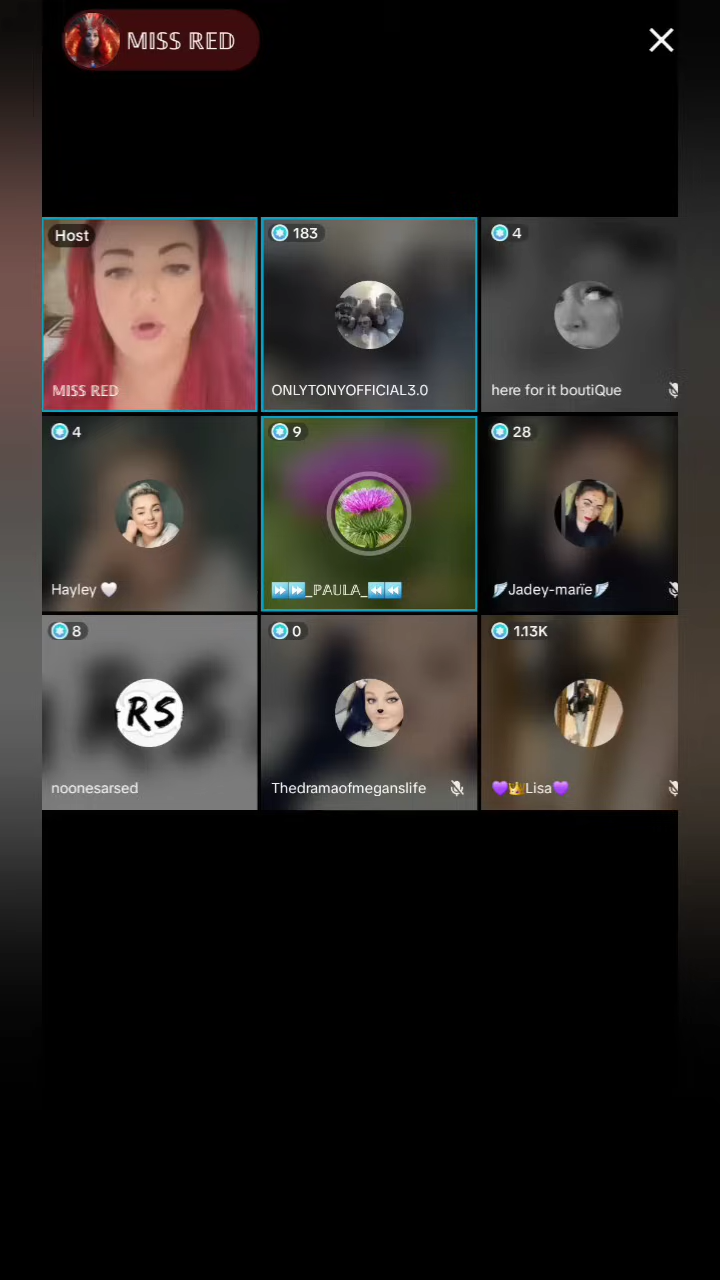 𝕄𝕀𝕊𝕊 ℝ𝔼𝔻
Host
183
4
𝕄𝕀𝕊𝕊 ℝ𝔼𝔻
ONLYTONYOFFICIAL3.0
here for it boutiQue
4
9
28
Hayley 🤍
⏩⏩_ℙ𝔸𝕌𝕃𝔸_⏪⏪
🪽Jadey-marïe🪽
8
0
1.13K
RS
noonesarsed
Thedramaofmeganslife
💜👑Lisa💜